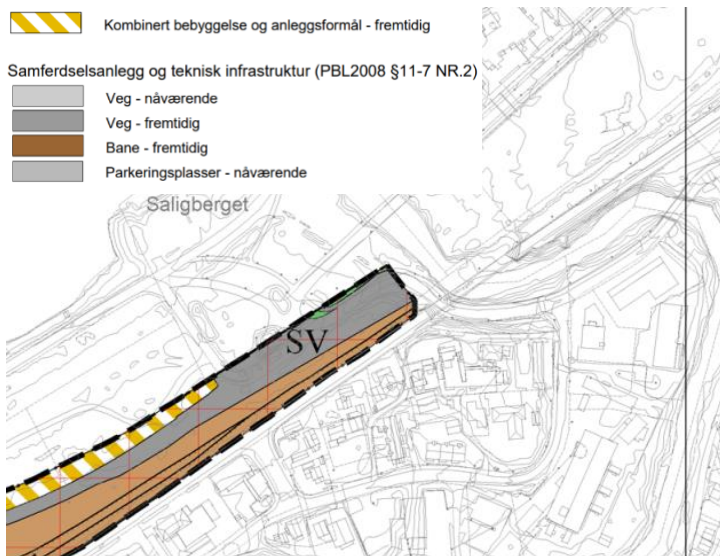 Kombinert bebyggelse og anleggsformål - fremtidig
Samferdselsanlegg og teknisk infrastruktur (PBL2008 §11-7 NR.2)
Veg - nåværende
Veg - fremtidig
Bane - fremtidig
Parkeringsplasser - nåværende
Saligberget
SV